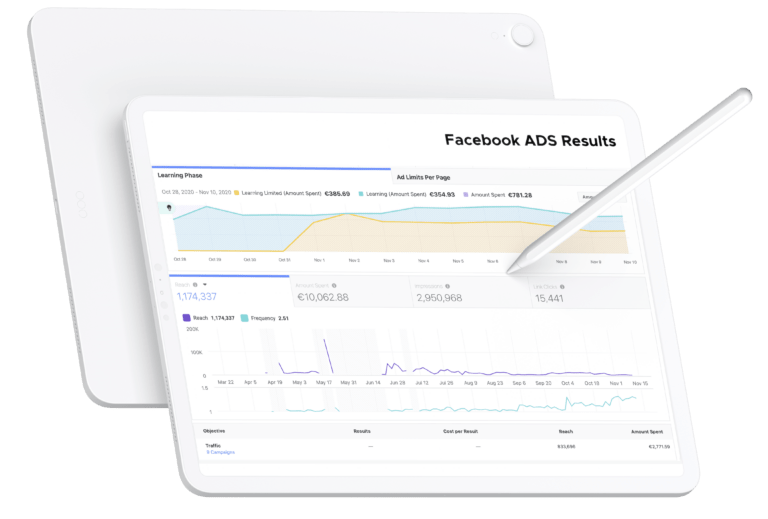 Facebook ADS Results
Learning Phase
Ad Limits Per Page
Oct 28, 2020 - Nov 10, 2020 Learning Limited (Amount Spent) €385.69 Learning (Amount Spent) €354.93 Amount Spent €781.28
Oct 28 Oct 29 Oct 30 Oct 31 Nov 1 Nov 2 Nov 3 Nov 4 Nov 5 Nov 6 Nov 8 Nov 9 Nov 10
Reach Amount Spent Impressions Link Clicks
1,174,337 €10,062.88 2,950,968 15,441
Reach 1,174,337 Frequency 2.51
200K
100K
0
Mar 22 Apr 5 Apr 19 May 3 May 17 May 31 Jun 14 Jun 28 Jul 12 Jul 26 Aug 9 Aug 23 Sep 6 Sep 20 Oct 4 Oct 18 Nov 1 Nov 15
1.5
1
Objective Results Cost per Result Reach Amount Spent
Traffic — —
Campaigns